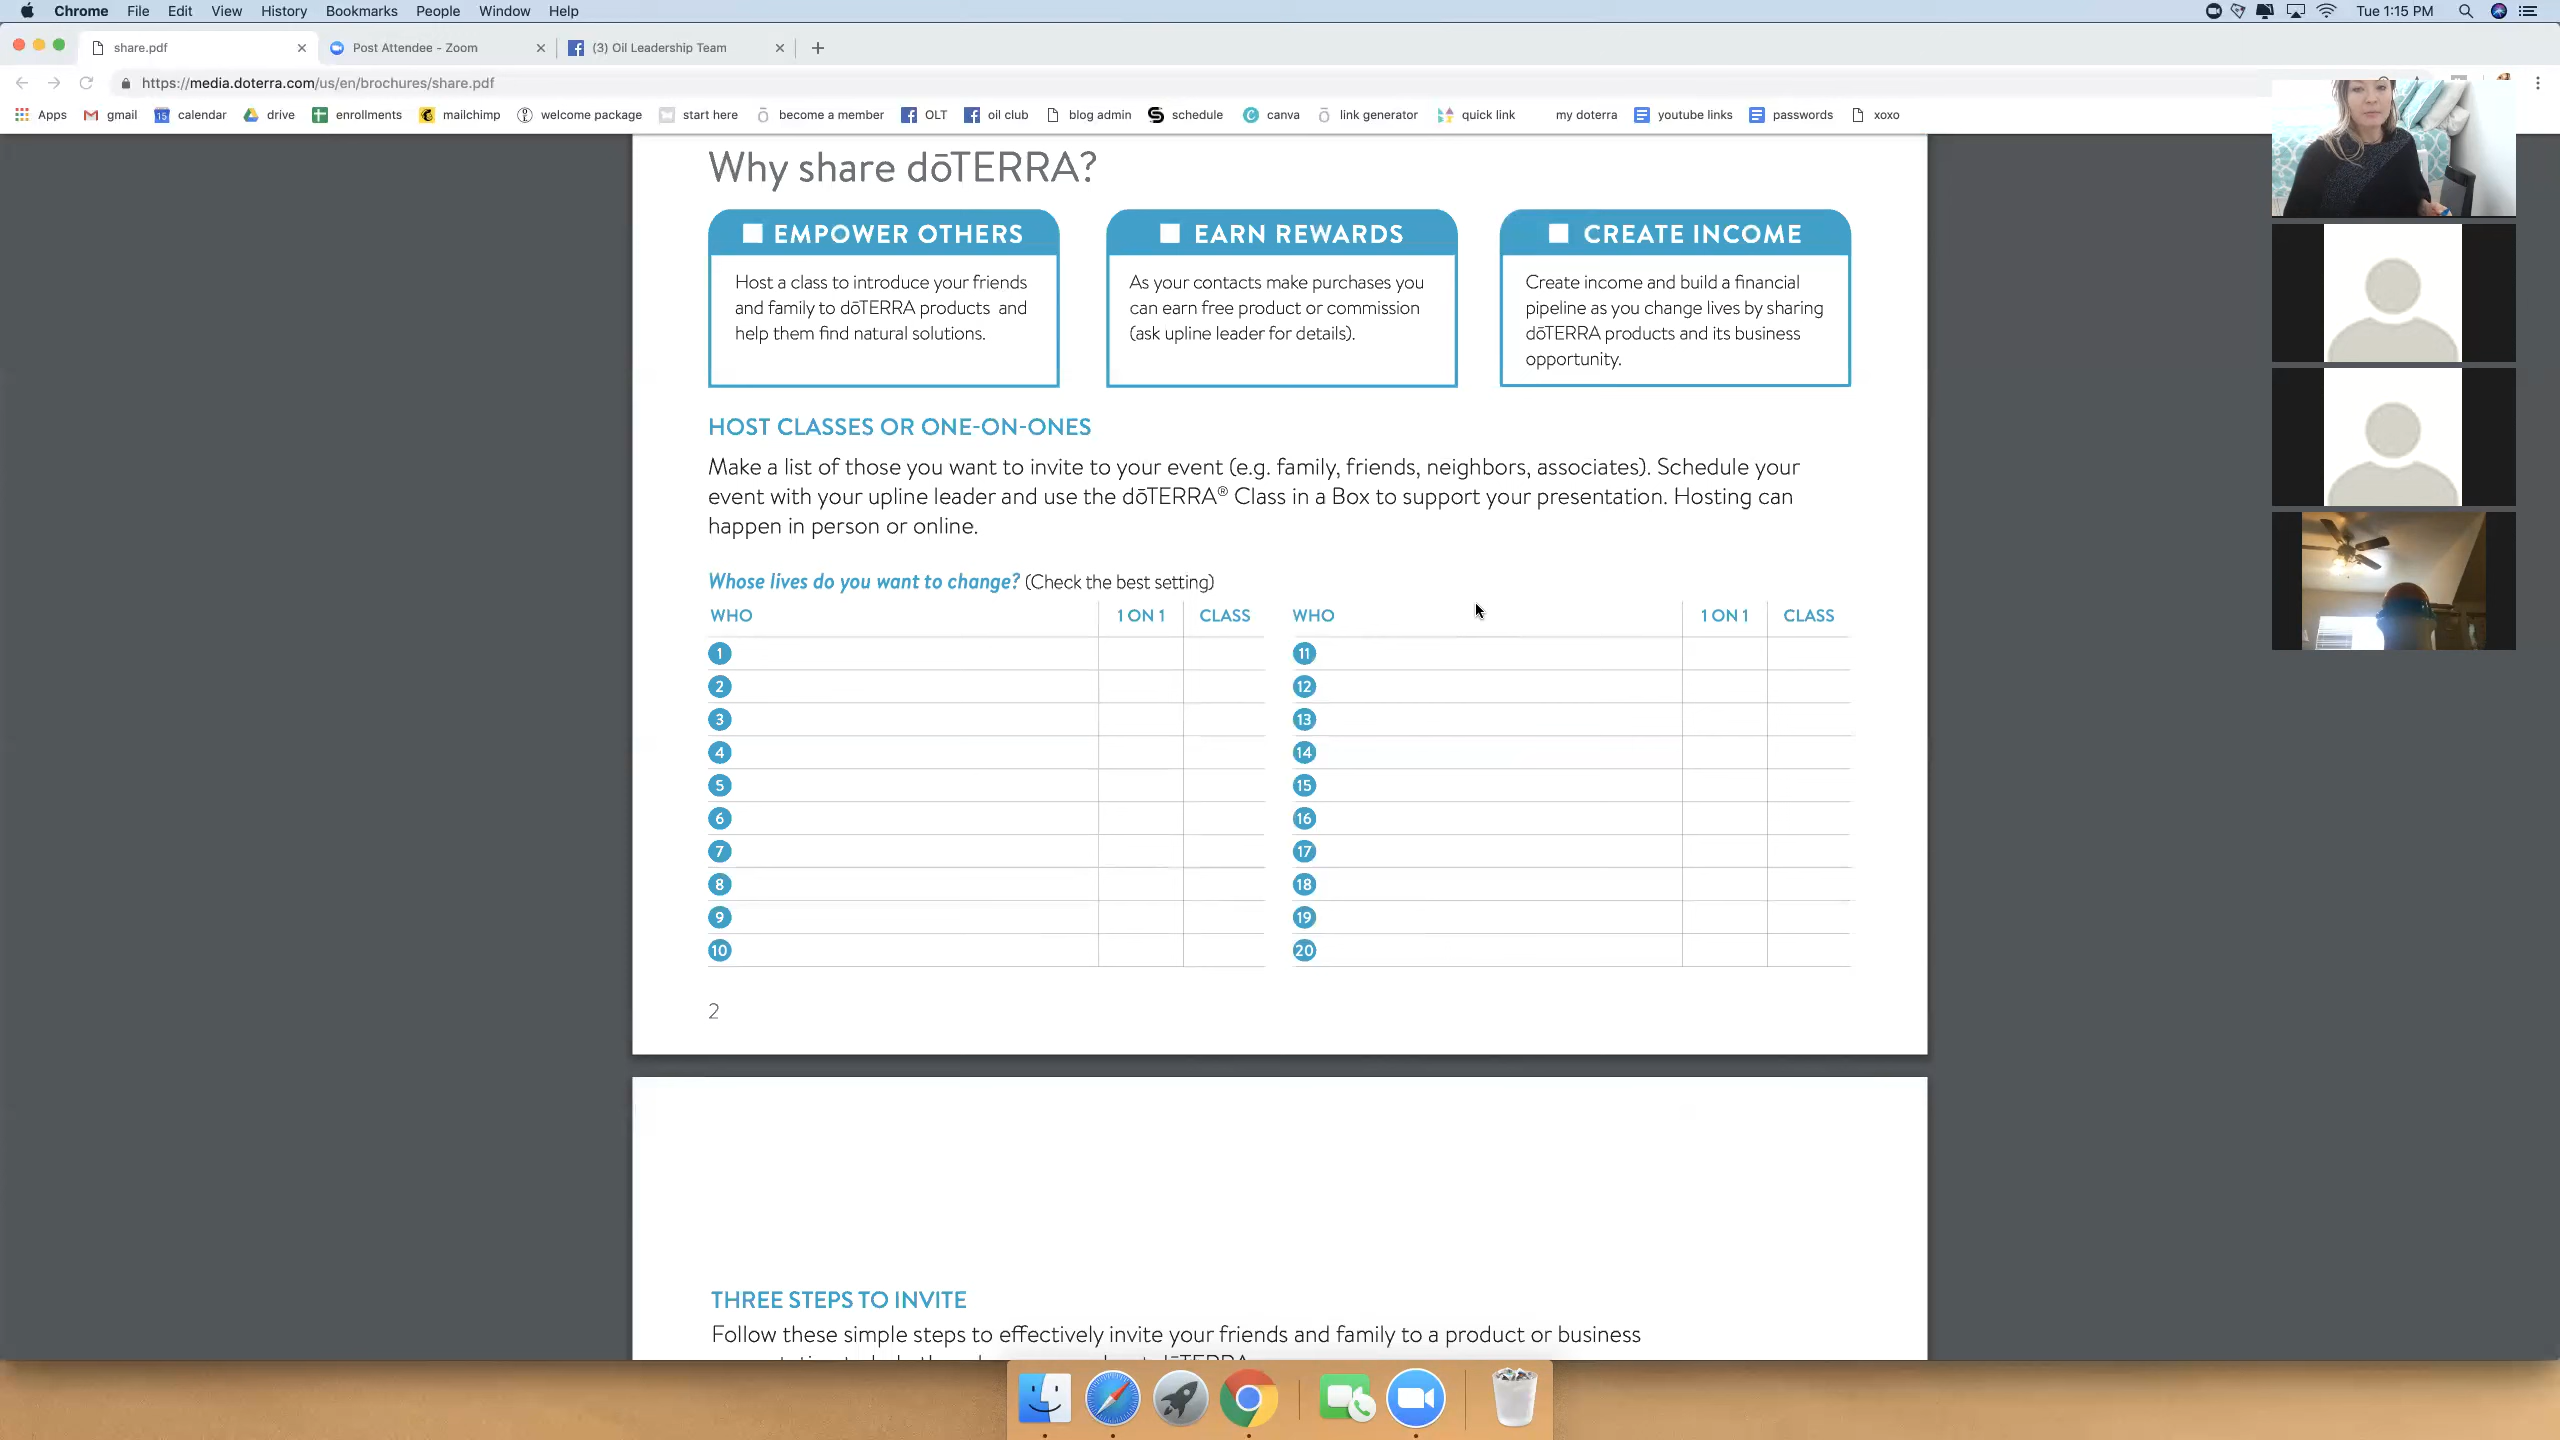 Chrome File Edit View History Bookmarks People Window Help Tue 1:15 PM
share.pdf Post Attendee - Zoom (3) Oil Leadership Team
https://media.doterra.com/us/en/brochures/share.pdf
Apps gmail 15 calendar drive enrollments mailchimp welcome package start here become a member OLT oil club blog admin schedule canva link generator quick link my doterra youtube links passwords xoxo
Why share dōTERRA?
EMPOWER OTHERS
Host a class to introduce your friends
and family to dōTERRA products and
help them find natural solutions.
EARN REWARDS
As your contacts make purchases you
can earn free product or commission
(ask upline leader for details).
CREATE INCOME
Create income and build a financial
pipeline as you change lives by sharing
dōTERRA products and its business
opportunity.
HOST CLASSES OR ONE-ON-ONES
Make a list of those you want to invite to your event (e.g. family, friends, neighbors, associates). Schedule your
event with your upline leader and use the dōTERRA® Class in a Box to support your presentation. Hosting can
happen in person or online.
Whose lives do you want to change? (Check the best setting)
WHO 1 ON 1 CLASS WHO 1 ON 1 CLASS
1 11
2 12
3 13
4 14
5 15
6 16
7 17
8 18
9 19
10 20
2
THREE STEPS TO INVITE
Follow these simple steps to effectively invite your friends and family to a product or business